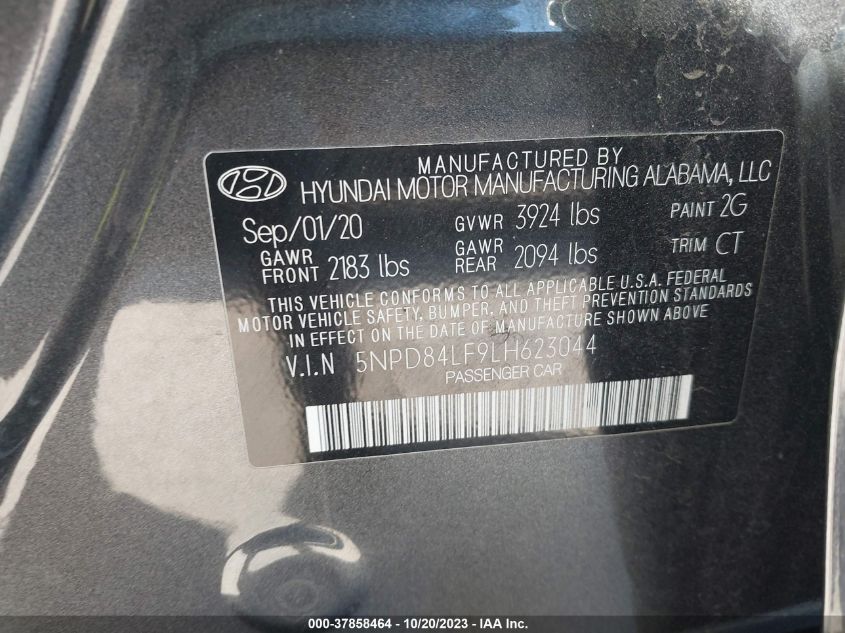 MANUFACTURED BY
HYUNDAI MOTOR MANUFACTURING ALABAMA, LLC
Sep/01/20 GVWR 3924 lbs PAINT 2G
GAWR FRONT 2183 lbs GAWR REAR 2094 lbs TRIM CT
THIS VEHICLE CONFORMS TO ALL APPLICABLE U.S.A. FEDERAL
MOTOR VEHICLE SAFETY, BUMPER, AND THEFT PREVENTION STANDARDS
IN EFFECT ON THE DATE OF MANUFACTURE SHOWN ABOVE
V.I.N 5NPD84LF9LH623044
PASSENGER CAR
000-37858464 - 10/20/2023 - IAA Inc.